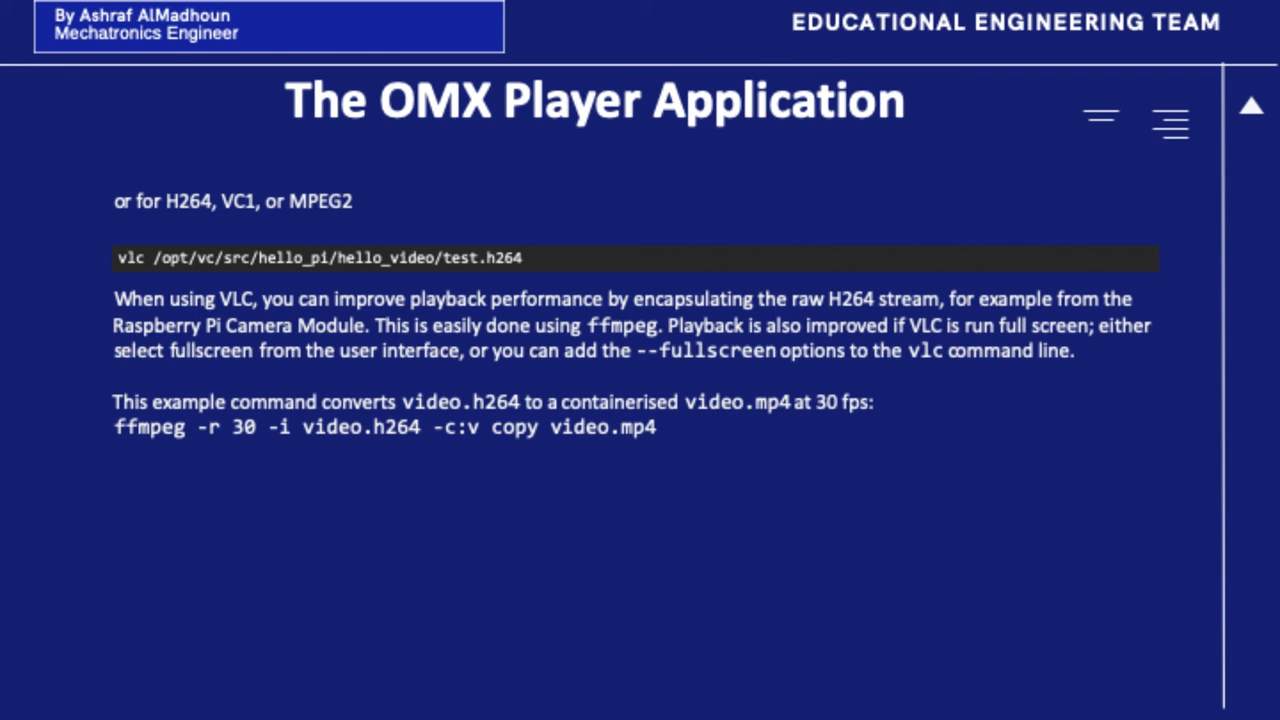 By Ashraf AlMadhoun
Mechatronics Engineer
EDUCATIONAL ENGINEERING TEAM
The OMX Player Application
or for H264, VC1, or MPEG2
vlc /opt/vc/src/hello_pi/hello_video/test.h264
When using VLC, you can improve playback performance by encapsulating the raw H264 stream, for example from the
Raspberry Pi Camera Module. This is easily done using ffmpeg. Playback is also improved if VLC is run full screen; either
select fullscreen from the user interface, or you can add the --fullscreen options to the vlc command line.
This example command converts video.h264 to a containerised video.mp4 at 30 fps:
ffmpeg -r 30 -i video.h264 -c:v copy video.mp4